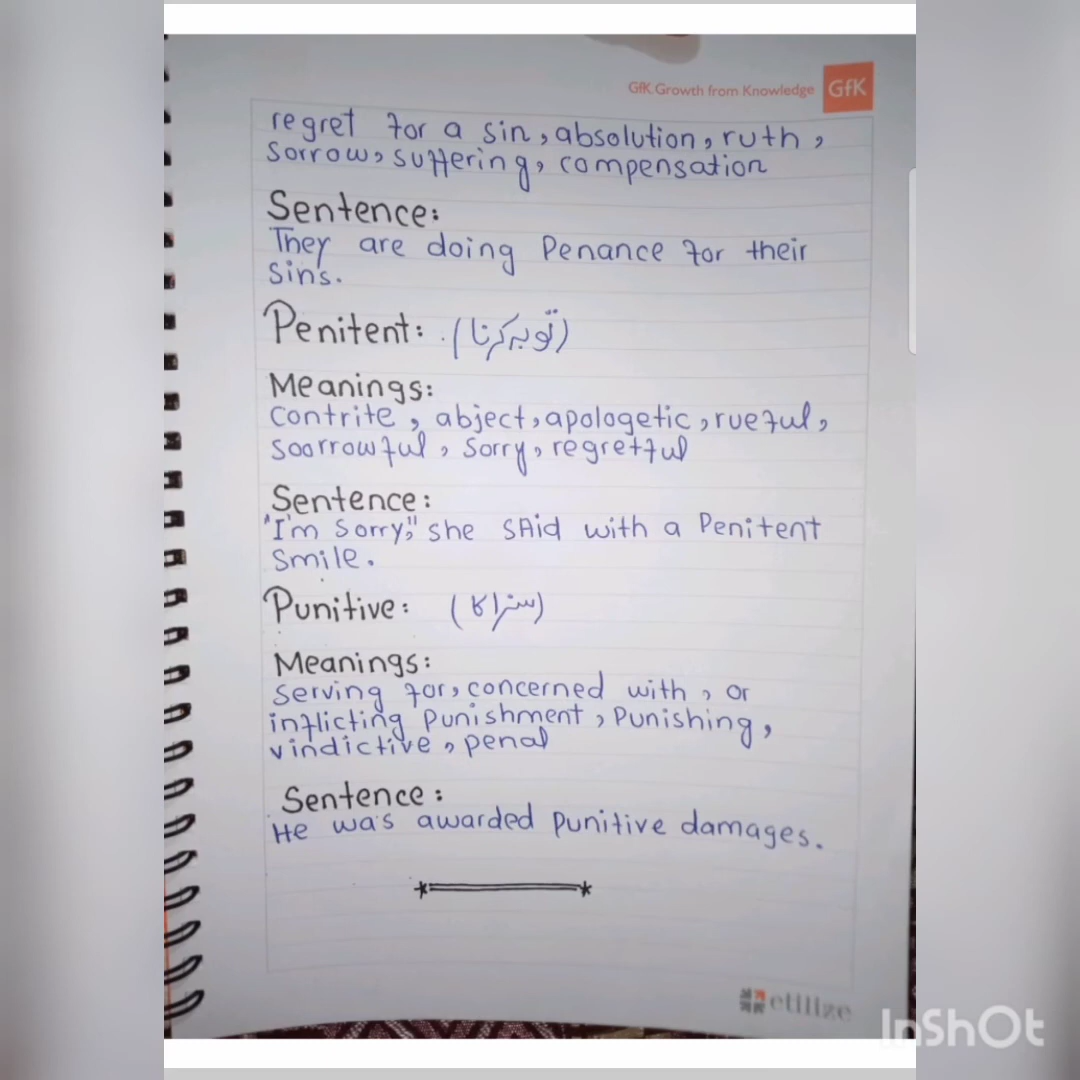 GfK. Growth from Knowledge GfK
regret for a sin, absolution, ruth,
sorrow, suffering, compensation
Sentence:
They are doing Penance for their
sins.
Penitent: (توبہ کرنا)
Meanings:
contrite, abject, apologetic, rueful,
soarrowful, sorry, regretful
Sentence:
"I'm sorry," she sAid with a Penitent
smile.
Punitive: (سزا کا)
Meanings:
serving for, concerned with, or
inflicting punishment, Punishing,
vindictive, penal
Sentence:
He was awarded punitive damages.
etilize
InShOt